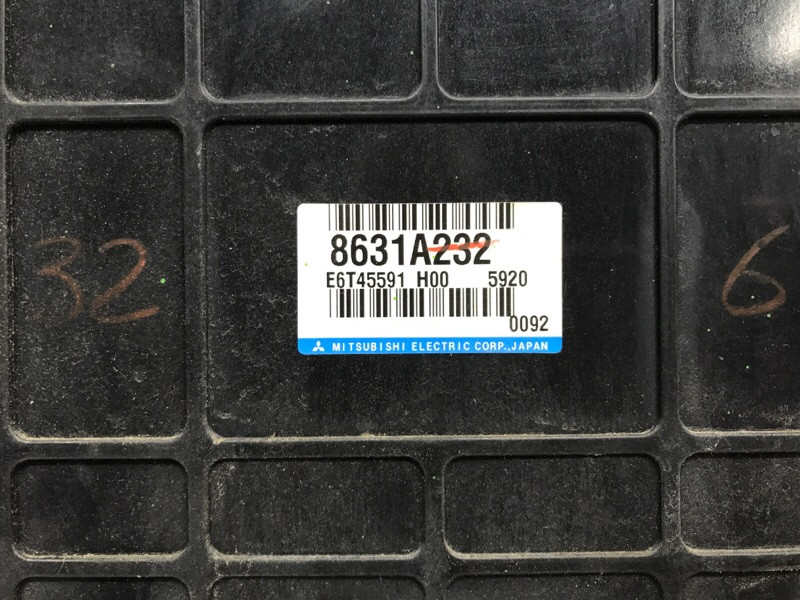 8631A232
E6T45591 H00 5920
0092
MITSUBISHI ELECTRIC CORP.,JAPAN
32
6